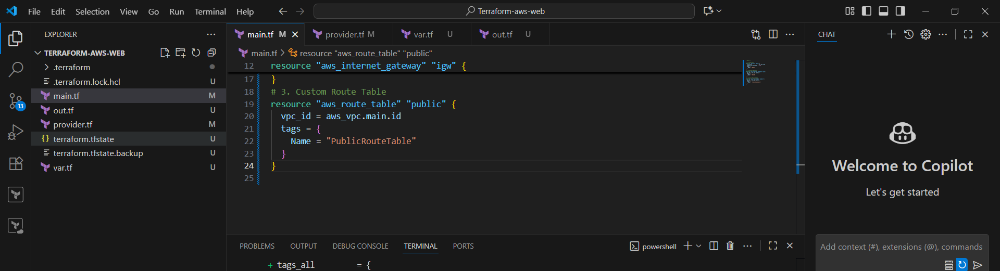 File Edit Selection View Go Run Terminal Help
Terraform-aws-web
EXPLORER
TERRAFORM-AWS-WEB
.terraform
.terraform.lock.hcl U
main.tf M
out.tf U
provider.tf M
terraform.tfstate U
terraform.tfstate.backup U
var.tf U
13
main.tf M
provider.tf M
var.tf U
out.tf U
main.tf > resource "aws_route_table" "public"
12 resource "aws_internet_gateway" "igw" {
17 }
18 # 3. Custom Route Table
19 resource "aws_route_table" "public" {
20 vpc_id = aws_vpc.main.id
21 tags = {
22 Name = "PublicRouteTable"
23 }
24 }
25
PROBLEMS OUTPUT DEBUG CONSOLE TERMINAL PORTS
powershell
+ tags_all = {
CHAT
Welcome to Copilot
Let's get started
Add context (#), extensions (@), commands